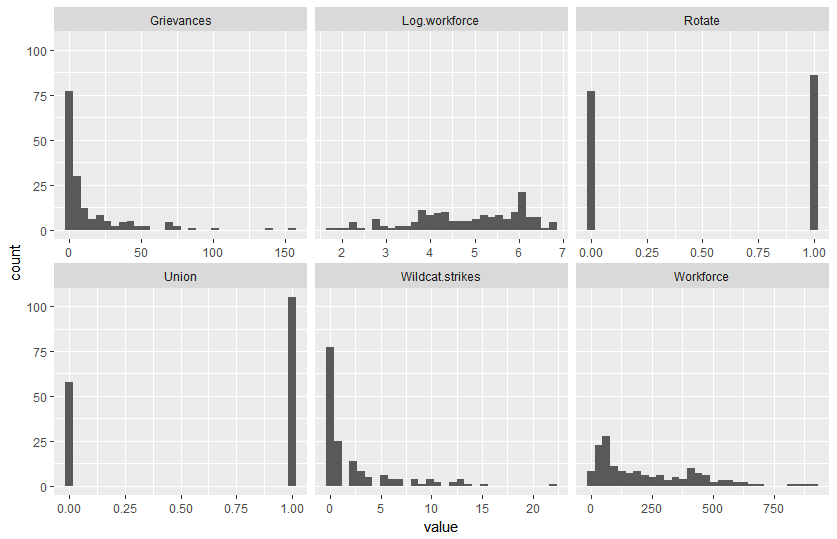 Grievances Log.workforce Rotate
100
75
50
25
0
0 50 100 150 2 3 4 5 6 7 0.00 0.25 0.50 0.75 1.00
count
Union Wildcat.strikes Workforce
100
75
50
25
0
0.00 0.25 0.50 0.75 1.00 0 5 10 15 20 0 250 500 750
value